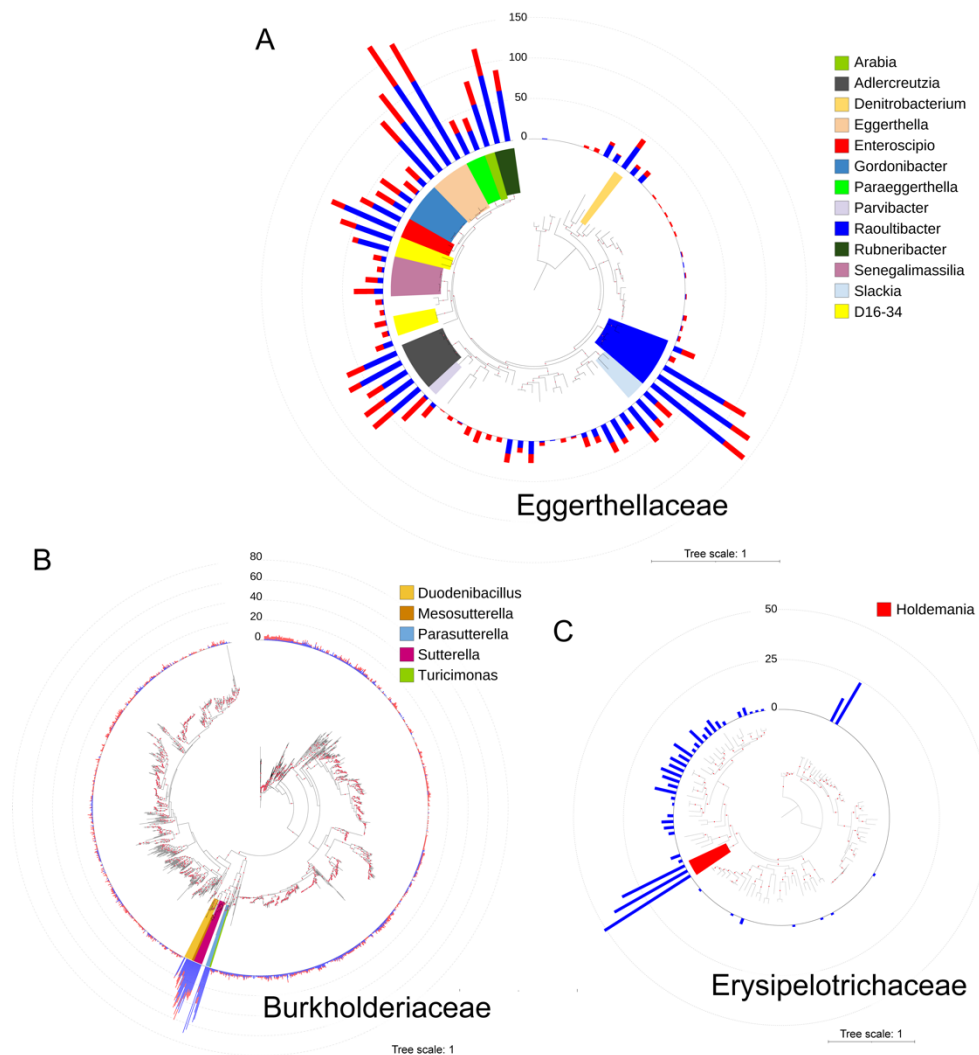 A
150
100
50
0
Arabia
Adlercreutzia
Denitrobacterium
Eggerthella
Enteroscipio
Gordonibacter
Paraeggerthella
Parvibacter
Raoultibacter
Rubneribacter
Senegalimassilia
Slackia
D16-34
Eggerthellaceae
Tree scale: 1
B
80
60
40
20
0
Duodenibacillus
Mesosutterella
Parasutterella
Sutterella
Turicimonas
Burkholderiaceae
Tree scale: 1
C
50
25
0
Holdemania
Erysipelotrichaceae
Tree scale: 1